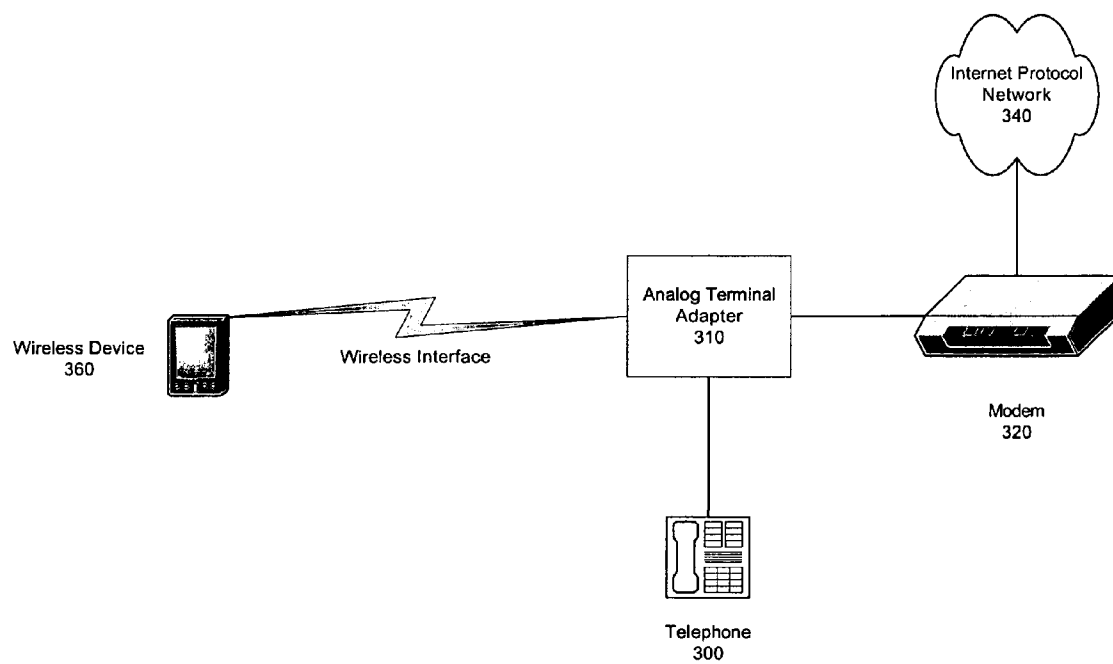 Internet Protocol
Network
340
Analog Terminal
Adapter
310
Wireless Device
360
Wireless Interface
Modem
320
Telephone
300